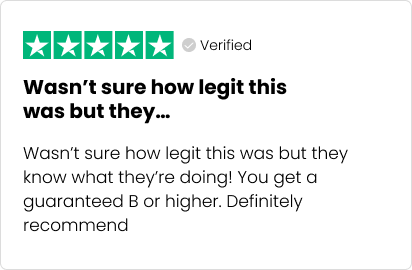 Verified
Wasn’t sure how legit this
was but they...
Wasn’t sure how legit this was but they
know what they’re doing! You get a
guaranteed B or higher. Definitely
recommend